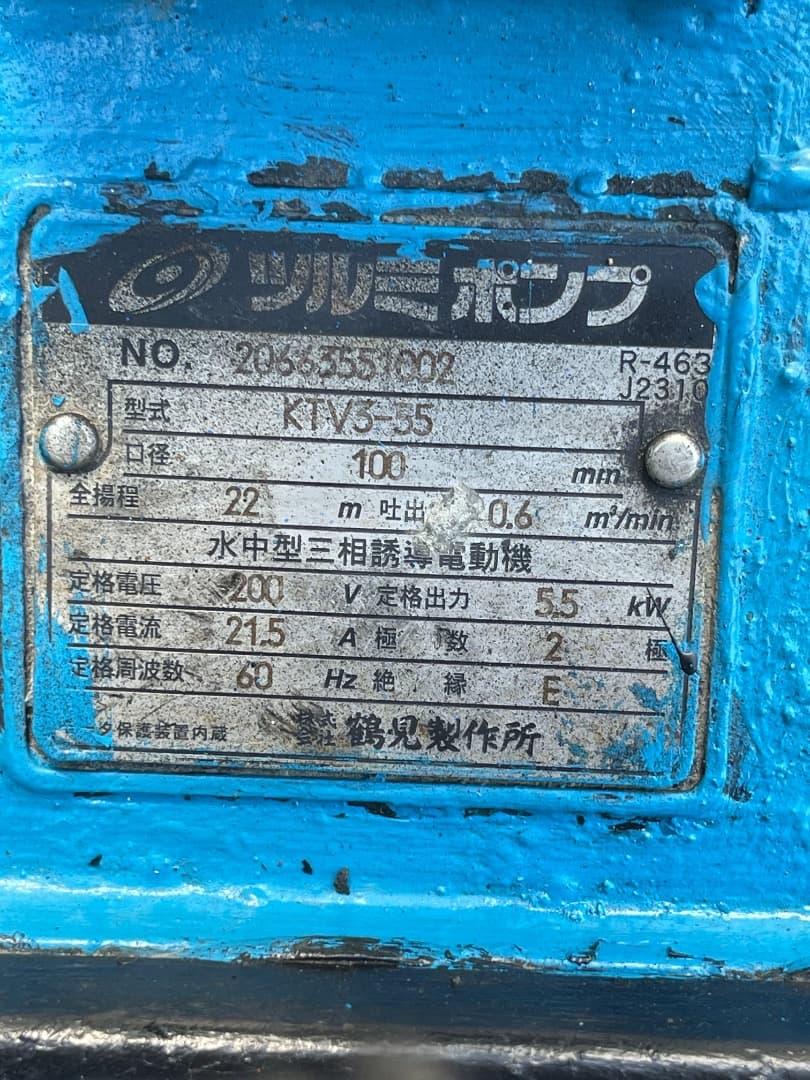 ツルミポンプ
NO. 20663551002 R-463
J2310
型式 KTV3-55
口径 100 mm
全揚程 22 m 吐出 0.6 m³/min
水中型三相誘導電動機
定格電圧 200 V 定格出力 5.5 kW
定格電流 21.5 A 極数 2 極
定格周波数 60 Hz 絶縁 E
タ保護装置内蔵 株式会社 鶴見製作所